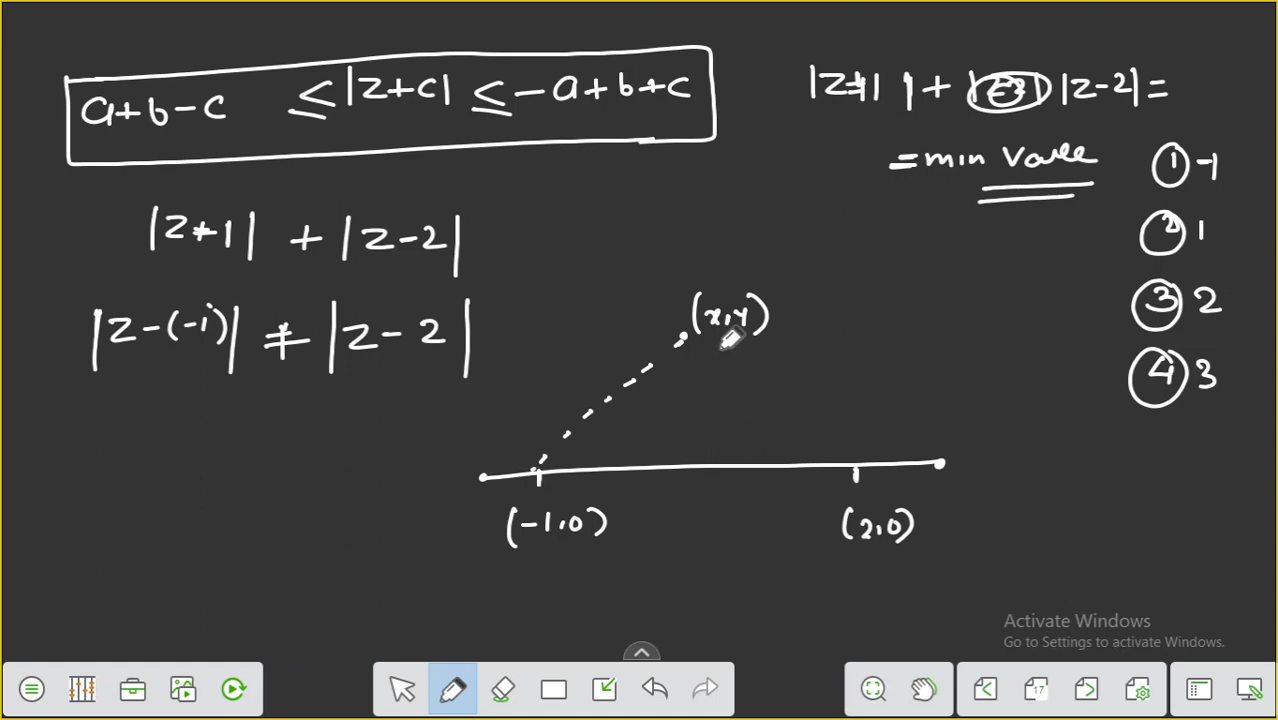 a+b-c ≤ |z+c| ≤ -a+b+c
|z+1| + |z-2| =
= min Value
① -1
② 1
③ 2
④ 3
|z+1| + |z-2|
|z-(-1)| + |z-2|
(x,y)
(-1,0) (2,0)
Activate Windows
Go to Settings to activate Windows.
17